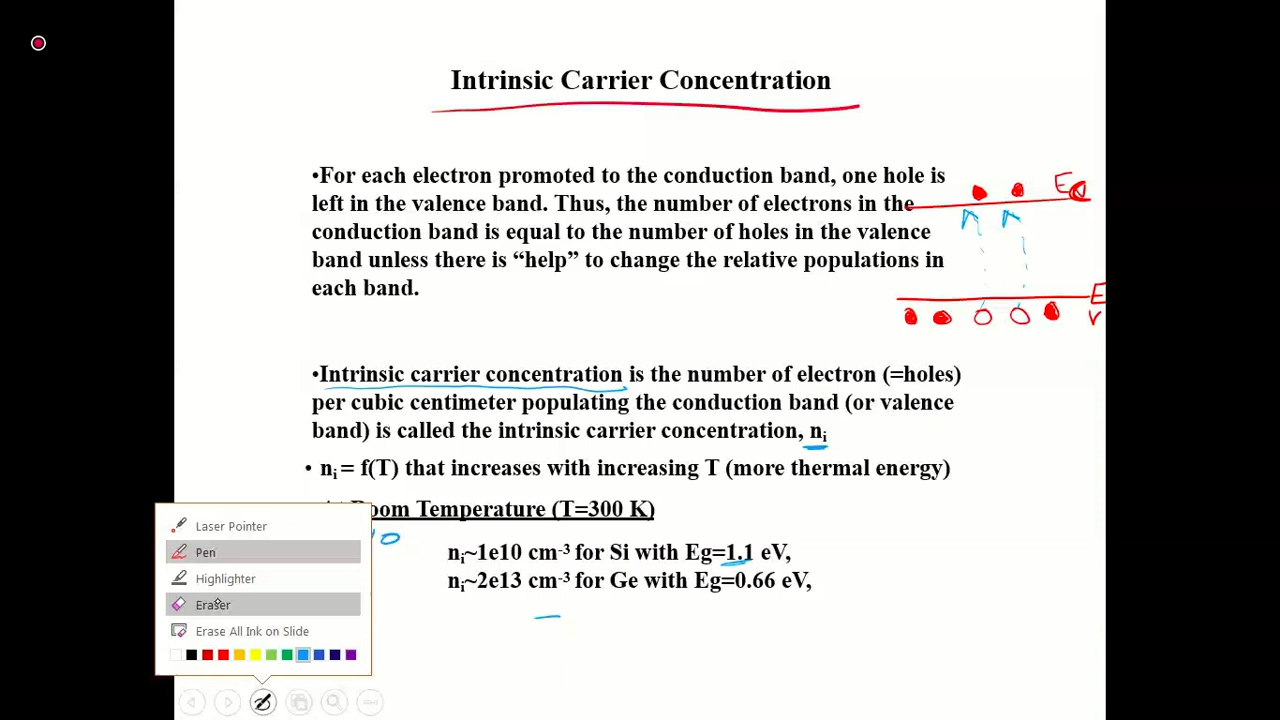 Intrinsic Carrier Concentration
•For each electron promoted to the conduction band, one hole is
left in the valence band. Thus, the number of electrons in the
conduction band is equal to the number of holes in the valence
band unless there is “help” to change the relative populations in
each band.
E
E
v
•Intrinsic carrier concentration is the number of electron (=holes)
per cubic centimeter populating the conduction band (or valence
band) is called the intrinsic carrier concentration, nᵢ
• nᵢ = f(T) that increases with increasing T (more thermal energy)
Room Temperature (T=300 K)
nᵢ~1e10 cm⁻³ for Si with Eg=1.1 eV,
nᵢ~2e13 cm⁻³ for Ge with Eg=0.66 eV,
Laser Pointer
Pen
Highlighter
Eraser
Erase All Ink on Slide